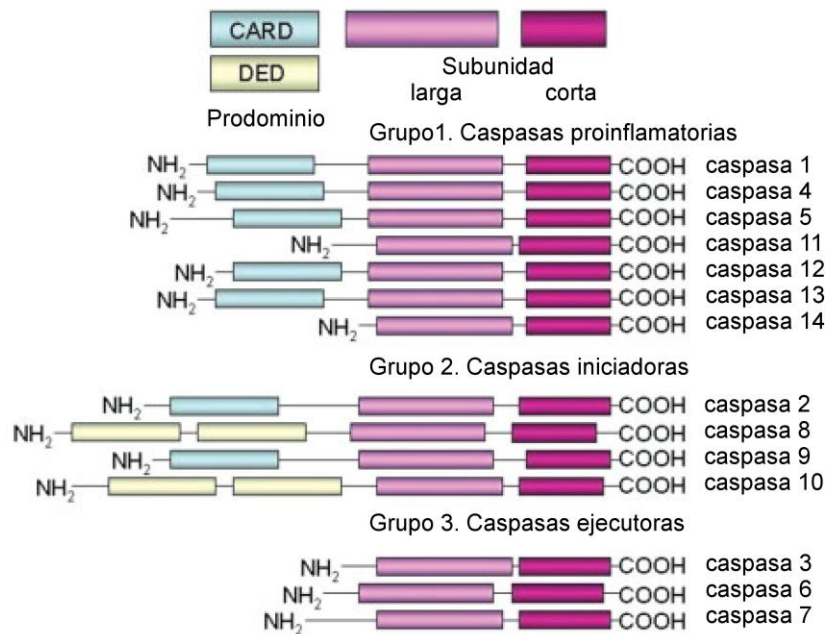 CARD
DED
Subunidad
larga corta
Prodominio
Grupo1. Caspasas proinflamatorias
NH2 COOH caspasa 1
NH2 COOH caspasa 4
NH2 COOH caspasa 5
NH2 COOH caspasa 11
NH2 COOH caspasa 12
NH2 COOH caspasa 13
NH2 COOH caspasa 14
Grupo 2. Caspasas iniciadoras
NH2 COOH caspasa 2
NH2 COOH caspasa 8
NH2 COOH caspasa 9
NH2 COOH caspasa 10
Grupo 3. Caspasas ejecutoras
NH2 COOH caspasa 3
NH2 COOH caspasa 6
NH2 COOH caspasa 7